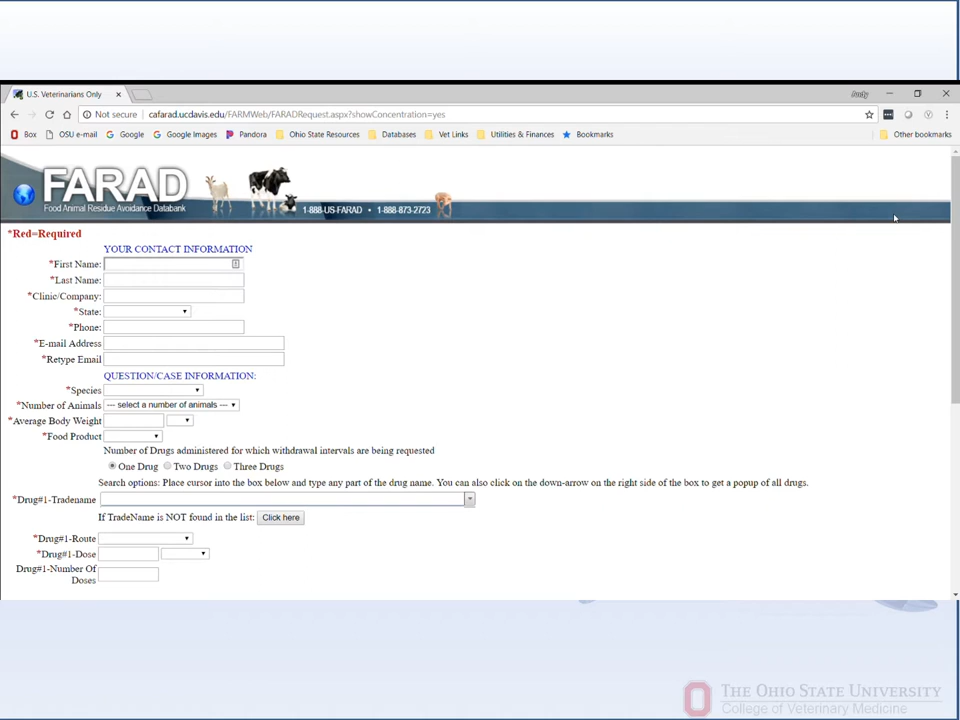 U.S. Veterinarians Only
Andy
Not secure
cafarad.ucdavis.edu/FARMWeb/FARADRequest.aspx?showConcentration=yes
Box OSU e-mail Google Google Images Pandora Ohio State Resources Databases Vet Links Utilities & Finances Bookmarks Other bookmarks
FARAD
Food Animal Residue Avoidance Databank
1-888-US-FARAD • 1-888-873-2723
*Red=Required
YOUR CONTACT INFORMATION
*First Name:
*Last Name:
*Clinic/Company:
*State:
*Phone:
*E-mail Address
*Retype Email
QUESTION/CASE INFORMATION:
*Species
*Number of Animals --- select a number of animals ---
*Average Body Weight
*Food Product
Number of Drugs administered for which withdrawal intervals are being requested
One Drug Two Drugs Three Drugs
Search options: Place cursor into the box below and type any part of the drug name. You can also click on the down-arrow on the right side of the box to get a popup of all drugs.
*Drug#1-Tradename
If TradeName is NOT found in the list: Click here
*Drug#1-Route
*Drug#1-Dose
Drug#1-Number Of
Doses
THE OHIO STATE UNIVERSITY
College of Veterinary Medicine